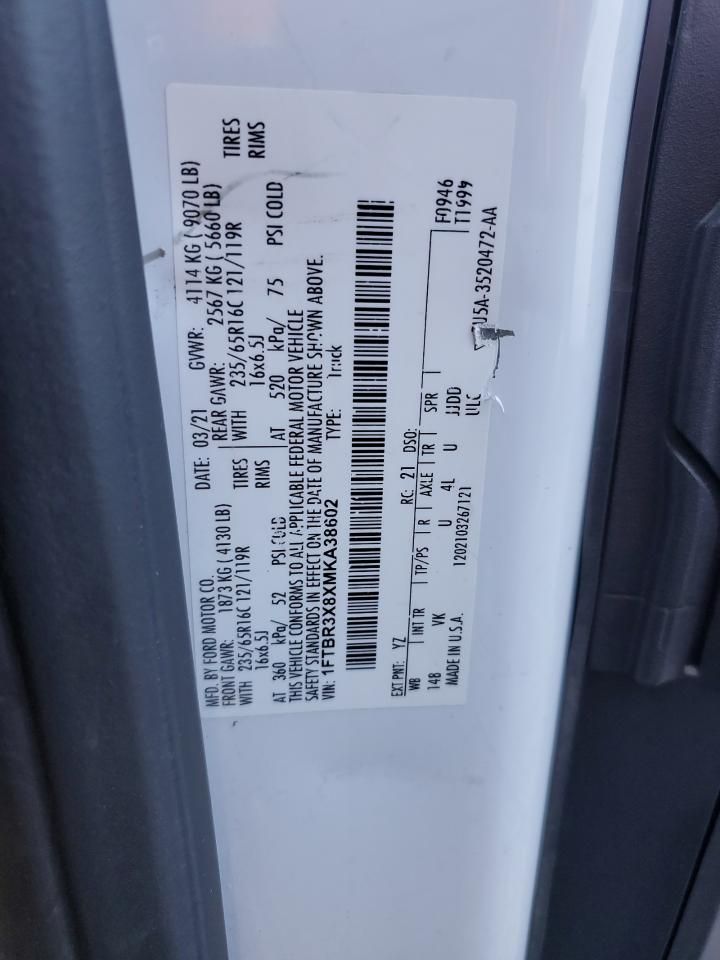 MFD. BY FORD MOTOR CO.
DATE: 03/21 GVWR: 4114 KG ( 9070 LB)
FRONT GAWR: 1873 KG ( 4130 LB) REAR GAWR: 2567 KG ( 5660 LB)
WITH 235/65R16C 121/119R TIRES WITH 235/65R16C 121/119R TIRES
16x6.5J RIMS 16x6.5J RIMS
AT 360 kPa/ 52 PSI COLD AT 520 kPa/ 75 PSI COLD
THIS VEHICLE CONFORMS TO ALL APPLICABLE FEDERAL MOTOR VEHICLE
SAFETY STANDARDS IN EFFECT ON THE DATE OF MANUFACTURE SHOWN ABOVE.
VIN: 1FTBR3X8XMKA38602 TYPE: Truck
EXT PNT: YZ RC: 21 DSO: F0946
WB INT TR TP/PS R AXLE TR SPR T1999
148 VK U 4L U JJDD
MADE IN U.S.A. 1202103267121 ULC U5A-3520472-AA